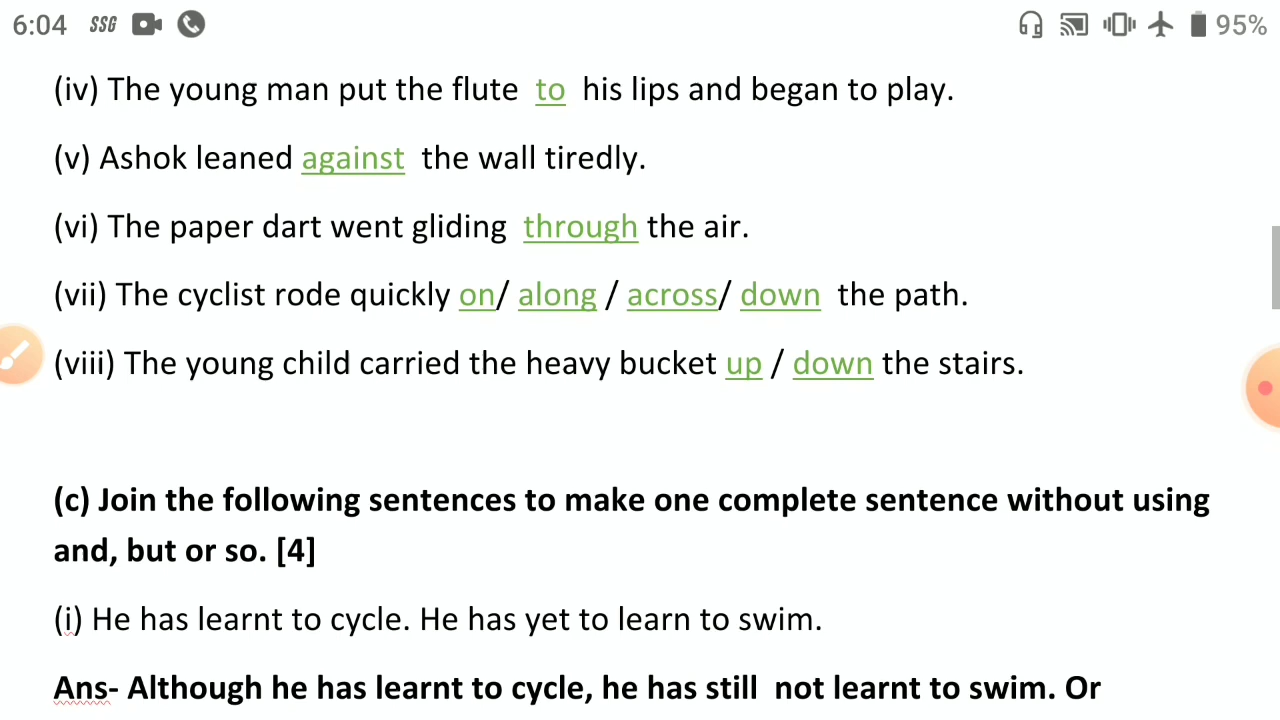 6:04 SSG 95%
(iv) The young man put the flute to his lips and began to play.
(v) Ashok leaned against the wall tiredly.
(vi) The paper dart went gliding through the air.
(vii) The cyclist rode quickly on/ along / across/ down the path.
(viii) The young child carried the heavy bucket up / down the stairs.
(c) Join the following sentences to make one complete sentence without using
and, but or so. [4]
(i) He has learnt to cycle. He has yet to learn to swim.
Ans- Although he has learnt to cycle, he has still not learnt to swim. Or